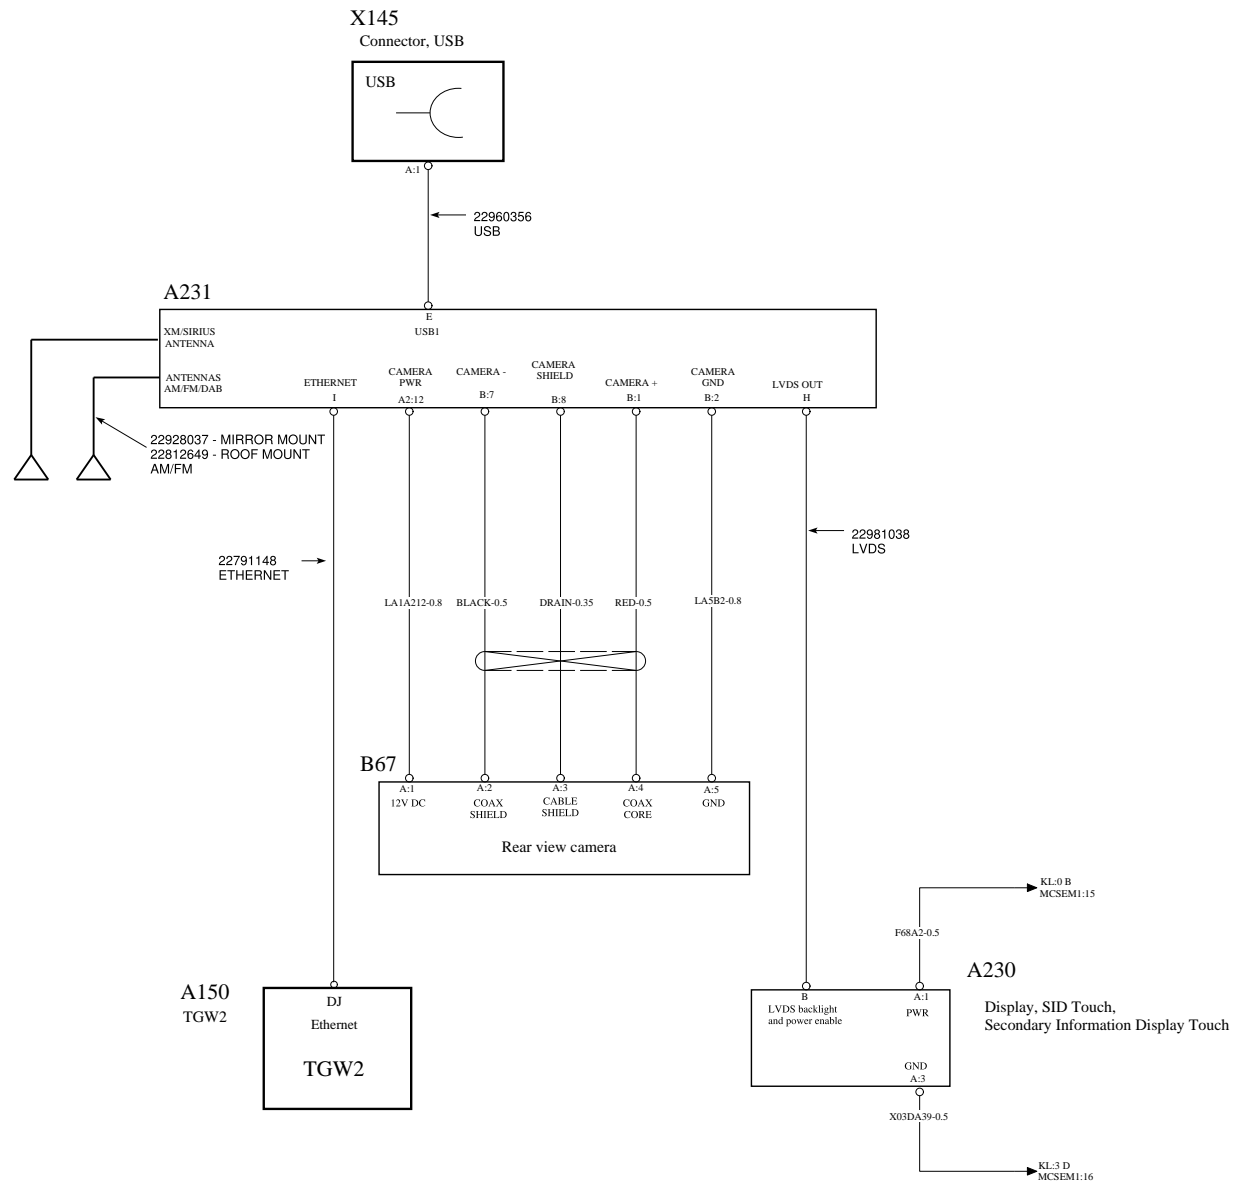 X145
Connector, USB
USB
A:1
22960356
USB
A231
E
USB1
XM/SIRIUS
ANTENNA
ANTENNAS
AM/FM/DAB
ETHERNET
I
CAMERA
PWR
A2:12
CAMERA -
B:7
CAMERA
SHIELD
B:8
CAMERA +
B:1
CAMERA
GND
B:2
LVDS OUT
H
22928037 - MIRROR MOUNT
22812649 - ROOF MOUNT
AM/FM
22981038
LVDS
22791148
ETHERNET
LA1A212-0.8
BLACK-0.5
DRAIN-0.35
RED-0.5
LA5B2-0.8
B67
A:1
12V DC
A:2
COAX
SHIELD
A:3
CABLE
SHIELD
A:4
COAX
CORE
A:5
GND
Rear view camera
KL:0 B
MCSEM1:15
F68A2-0.5
A150
TGW2
DJ
Ethernet
TGW2
A230
Display, SID Touch,
Secondary Information Display Touch
B
LVDS backlight
and power enable
A:1
PWR
GND
A:3
X03DA39-0.5
KL:3 D
MCSEM1:16